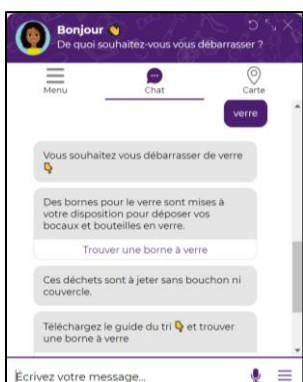 Bonjour 👋
De quoi souhaitez-vous vous débarrasser ?
Menu
Chat
Carte
verre
Vous souhaitez vous débarrasser de verre
👇
Des bornes pour le verre sont mises à
votre disposition pour déposer vos
bocaux et bouteilles en verre.
Trouver une borne à verre
Ces déchets sont à jeter sans bouchon ni
couvercle.
Téléchargez le guide du tri 👇 et trouver
une borne à verre
Écrivez votre message...